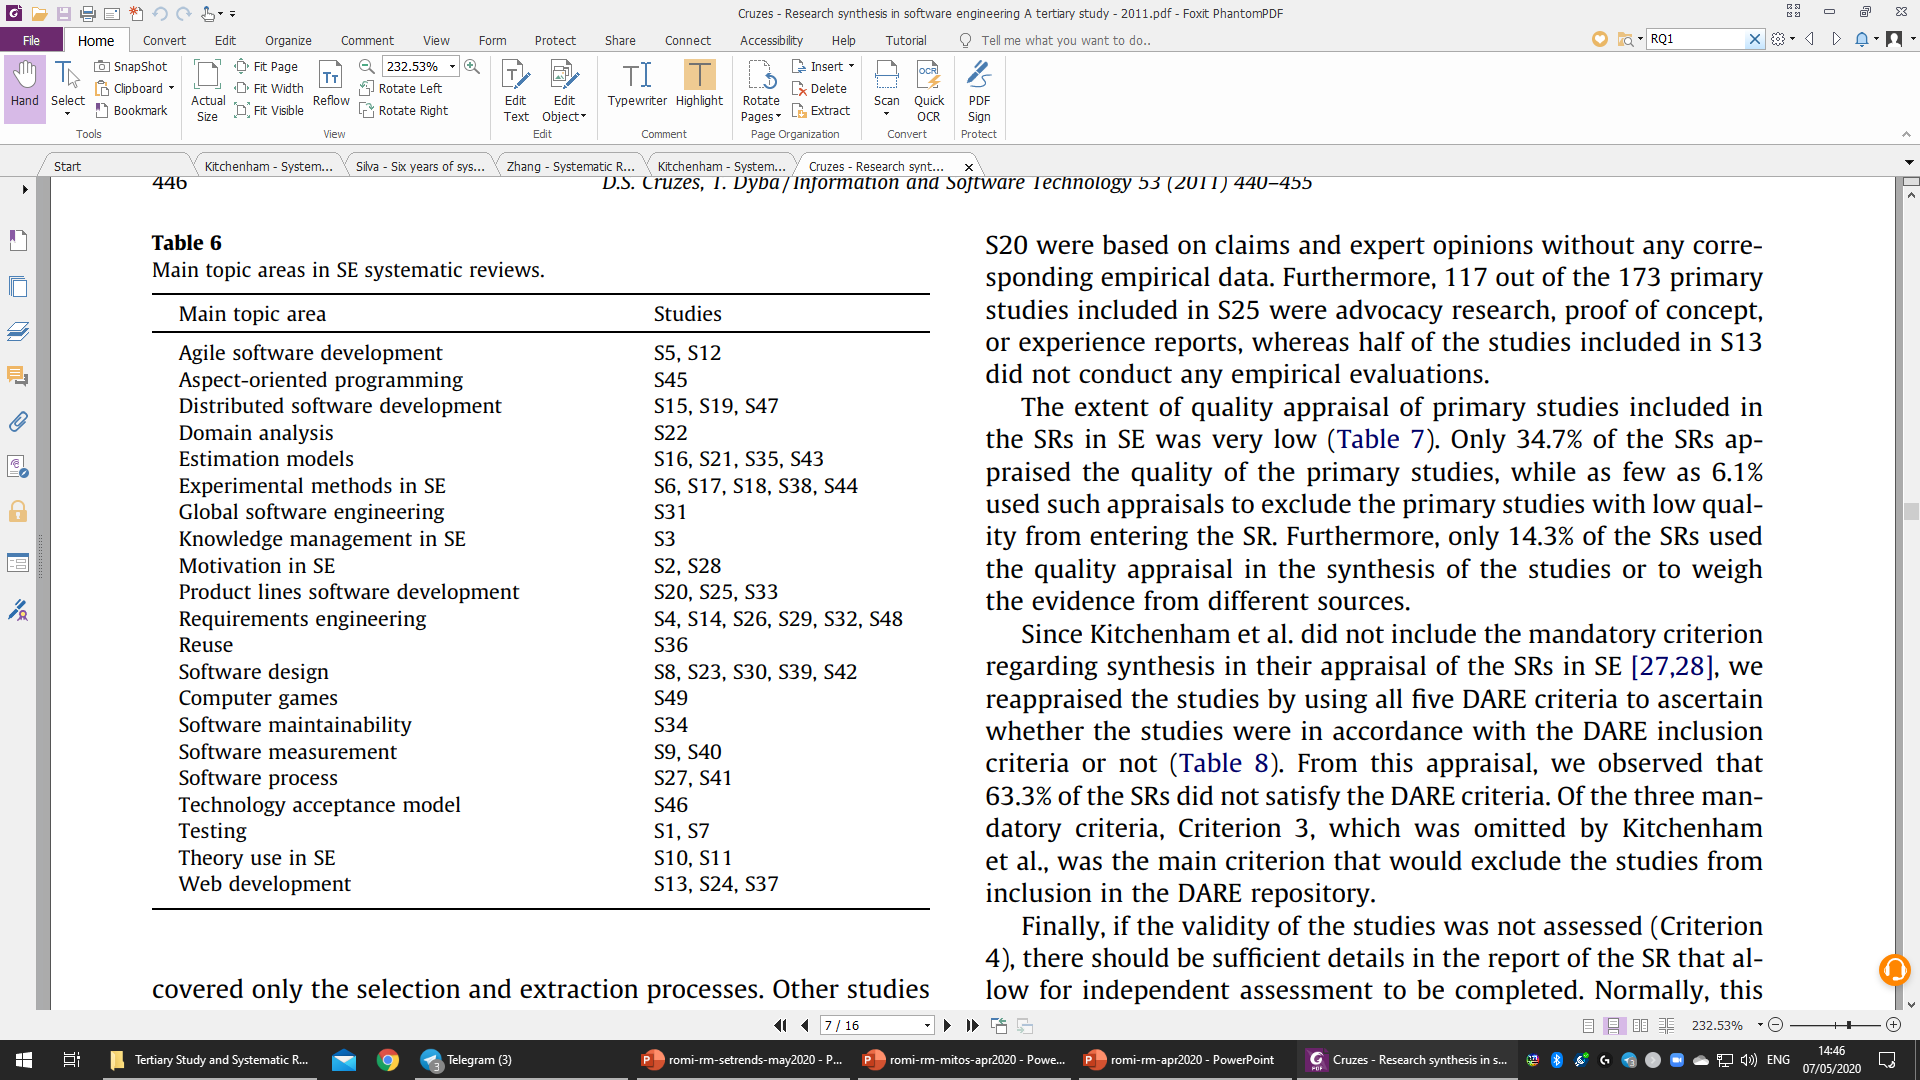 Cruzes - Research synthesis in software engineering A tertiary study - 2011.pdf - Foxit PhantomPDF
File Home Convert Edit Organize Comment View Form Protect Share Connect Accessibility Help Tutorial Tell me what you want to do.. RQ1
Hand
Select
SnapShot
Clipboard
Bookmark
Tools
Actual Size
Fit Page
Fit Width
Fit Visible
Reflow
232.53%
Rotate Left
Rotate Right
View
Edit Text
Edit Object
Edit
Typewriter
Highlight
Comment
Rotate Pages
Insert
Delete
Extract
Page Organization
Scan
Quick OCR
Convert
PDF Sign
Protect
Start Kitchenham - System... Silva - Six years of sys... Zhang - Systematic R... Kitchenham - System... Cruzes - Research synt...
446 D.S. Cruzes, T. Dybå / Information and Software Technology 53 (2011) 440–455
Table 6
Main topic areas in SE systematic reviews.
Main topic area Studies
Agile software development S5, S12
Aspect-oriented programming S45
Distributed software development S15, S19, S47
Domain analysis S22
Estimation models S16, S21, S35, S43
Experimental methods in SE S6, S17, S18, S38, S44
Global software engineering S31
Knowledge management in SE S3
Motivation in SE S2, S28
Product lines software development S20, S25, S33
Requirements engineering S4, S14, S26, S29, S32, S48
Reuse S36
Software design S8, S23, S30, S39, S42
Computer games S49
Software maintainability S34
Software measurement S9, S40
Software process S27, S41
Technology acceptance model S46
Testing S1, S7
Theory use in SE S10, S11
Web development S13, S24, S37
covered only the selection and extraction processes. Other studies
S20 were based on claims and expert opinions without any corre-
sponding empirical data. Furthermore, 117 out of the 173 primary
studies included in S25 were advocacy research, proof of concept,
or experience reports, whereas half of the studies included in S13
did not conduct any empirical evaluations.
The extent of quality appraisal of primary studies included in
the SRs in SE was very low (Table 7). Only 34.7% of the SRs ap-
praised the quality of the primary studies, while as few as 6.1%
used such appraisals to exclude the primary studies with low qual-
ity from entering the SR. Furthermore, only 14.3% of the SRs used
the quality appraisal in the synthesis of the studies or to weigh
the evidence from different sources.
Since Kitchenham et al. did not include the mandatory criterion
regarding synthesis in their appraisal of the SRs in SE [27,28], we
reappraised the studies by using all five DARE criteria to ascertain
whether the studies were in accordance with the DARE inclusion
criteria or not (Table 8). From this appraisal, we observed that
63.3% of the SRs did not satisfy the DARE criteria. Of the three man-
datory criteria, Criterion 3, which was omitted by Kitchenham
et al., was the main criterion that would exclude the studies from
inclusion in the DARE repository.
Finally, if the validity of the studies was not assessed (Criterion
4), there should be sufficient details in the report of the SR that al-
low for independent assessment to be completed. Normally, this
7 / 16
232.53%
Tertiary Study and Systematic R... Telegram (3) romi-rm-setrends-may2020 - P... romi-rm-mitos-apr2020 - Powe... romi-rm-apr2020 - PowerPoint Cruzes - Research synthesis in s... ENG
14:46
07/05/2020